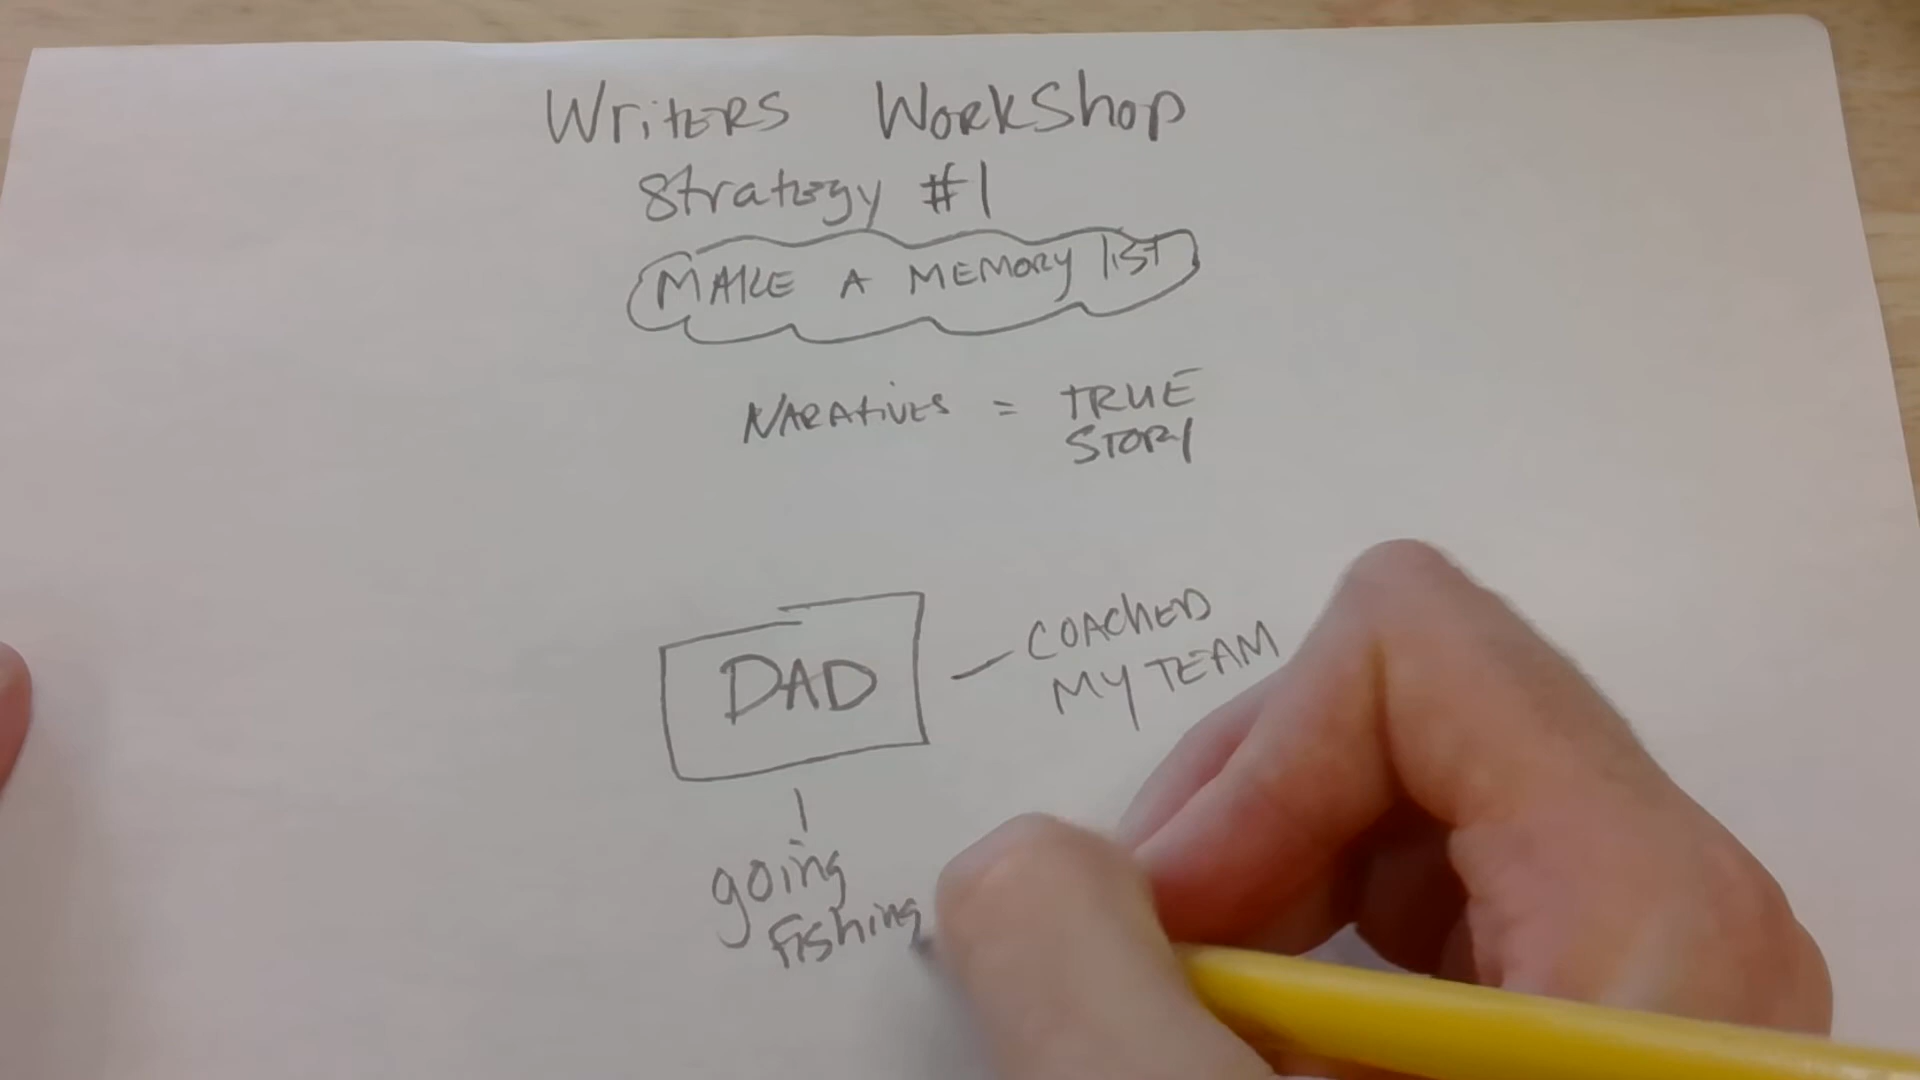 Writers Workshop
Strategy #1
MAKE A MEMORY list
NARATIVES = TRUE
STORY
DAD
COACHED
MY TEAM
going
fishing